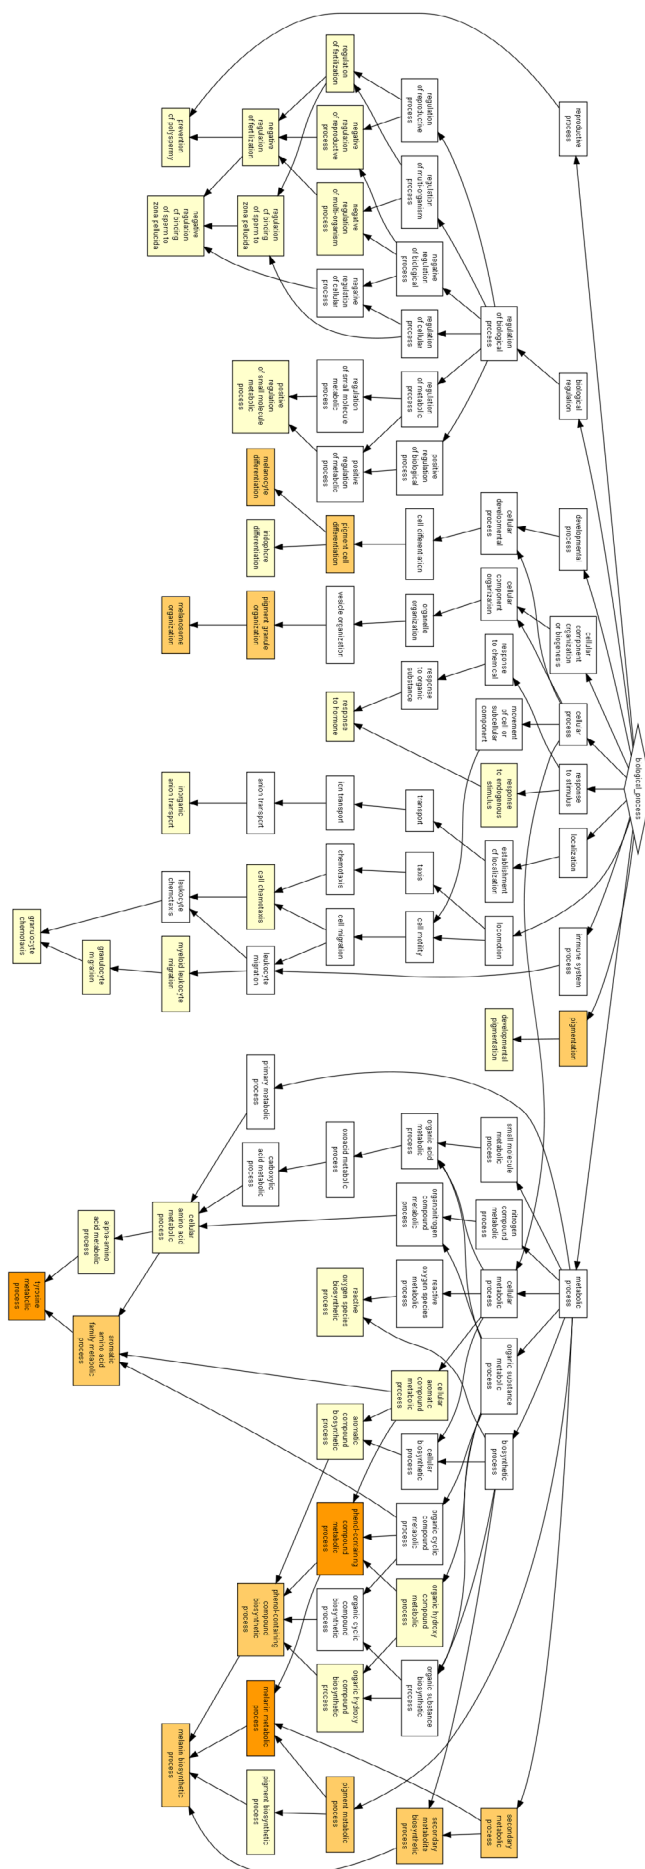 biological_process
reproductive
process
biological
regulation
developmental
process
cellular
component
organization
or biogenesis
cellular
process
response
to stimulus
localization
immune system
process
pigmentation
metabolic
process
regulation
of biological
process
cellular
developmental
process
cellular
component
organization
response
to chemical
movement
of cell or
subcellular
component
response
to endogenous
stimulus
establishment
of localization
locomotion
developmental
pigmentation
small molecule
metabolic
process
nitrogen
compound
metabolic
process
cellular
metabolic
process
organic substance
metabolic
process
biosynthetic
process
secondary
metabolic
process
regulation
of reproductive
process
regulation
of multi-organism
process
negative
regulation
of biological
process
regulation
of cellular
process
regulation
of metabolic
process
positive
regulation
of biological
process
cell differentiation
organelle
organization
response
to organic
substance
transport
taxis
cell motility
organic acid
metabolic
process
organonitrogen
compound
metabolic
process
reactive
oxygen species
metabolic
process
cellular
aromatic
compound
metabolic
process
cellular
biosynthetic
process
organic cyclic
compound
metabolic
process
organic hydroxy
compound
metabolic
process
organic substance
biosynthetic
process
secondary
metabolite
biosynthetic
process
regulation
of fertilization
negative
regulation
of reproductive
process
negative
regulation
of multi-organism
process
negative
regulation
of cellular
process
regulation
of small molecule
metabolic
process
positive
regulation
of metabolic
process
pigment cell
differentiation
vesicle organization
response
to hormone
ion transport
chemotaxis
cell migration
oxoacid metabolic
process
reactive
oxygen species
biosynthetic
process
aromatic
compound
biosynthetic
process
phenol-containing
compound
metabolic
process
organic cyclic
compound
biosynthetic
process
organic hydroxy
compound
biosynthetic
process
pigment metabolic
process
negative
regulation
of fertilization
regulation
of binding
of sperm to
zona pellucida
positive
regulation
of small molecule
metabolic
process
melanocyte
differentiation
iridophore
differentiation
pigment granule
organization
anion transport
cell chemotaxis
leukocyte
migration
primary metabolic
process
carboxylic
acid metabolic
process
phenol-containing
compound
biosynthetic
process
melanin metabolic
process
pigment biosynthetic
process
prevention
of polyspermy
negative
regulation
of binding
of sperm to
zona pellucida
melanosome
organization
inorganic
anion transport
leukocyte
chemotaxis
myeloid leukocyte
migration
cellular
amino acid
metabolic
process
melanin biosynthetic
process
granulocyte
migration
alpha-amino
acid metabolic
process
aromatic
amino acid
family metabolic
process
granulocyte
chemotaxis
tyrosine
metabolic
process